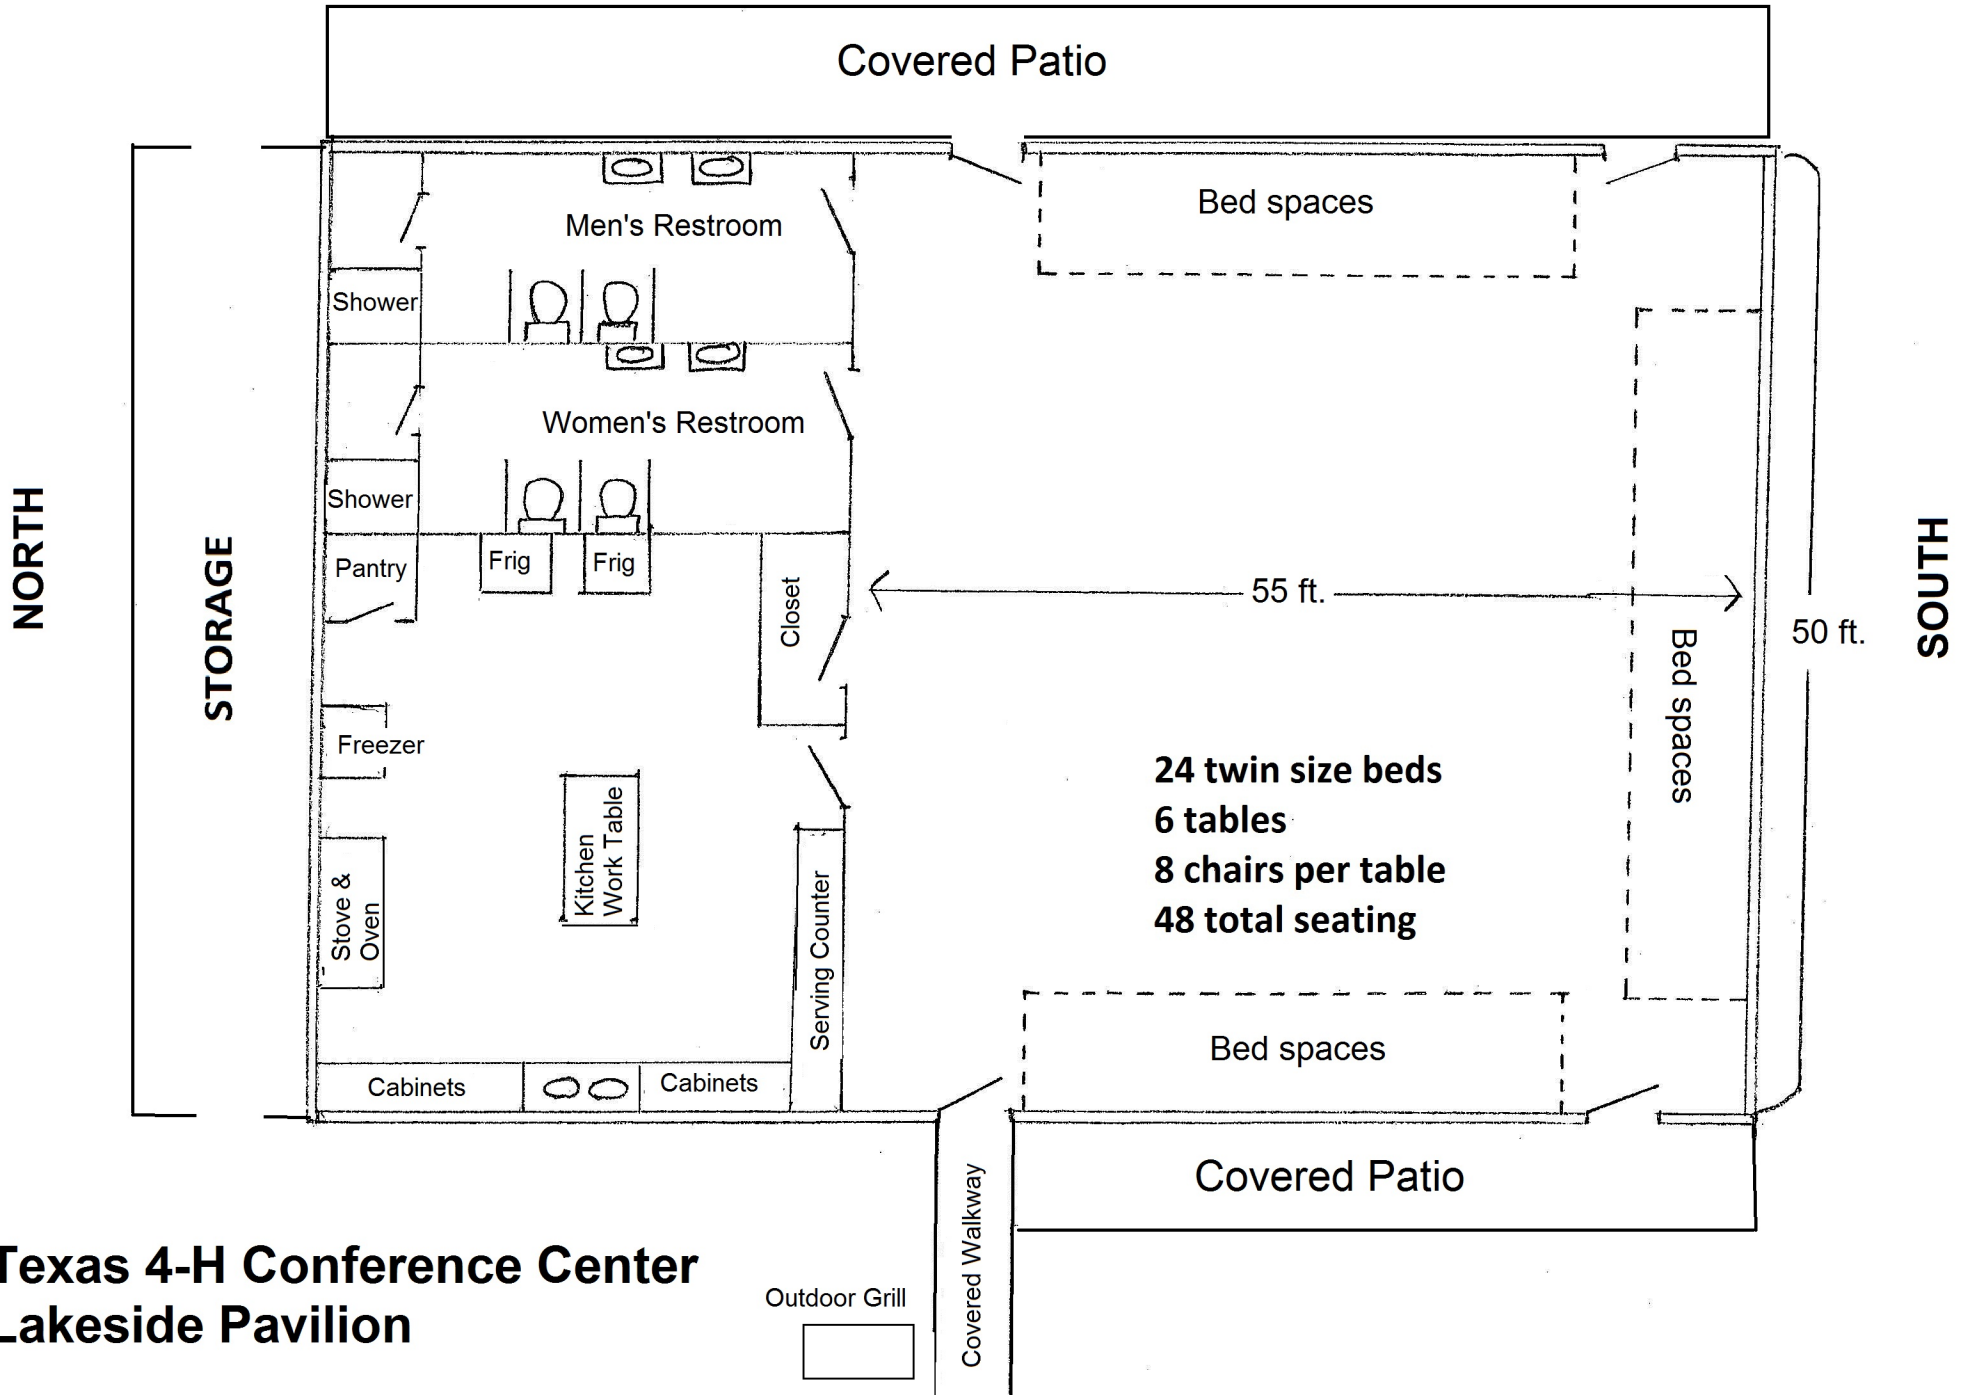 Covered Patio
Bed spaces
Men's Restroom
Shower
Women's Restroom
Shower
Pantry
Frig
Frig
Closet
55 ft.
50 ft.
NORTH
STORAGE
SOUTH
Bed spaces
Freezer
Kitchen
Work Table
Stove &
Oven
Serving Counter
24 twin size beds
6 tables
8 chairs per table
48 total seating
Bed spaces
Cabinets
Cabinets
Covered Patio
Covered Walkway
Texas 4-H Conference Center
Lakeside Pavilion
Outdoor Grill